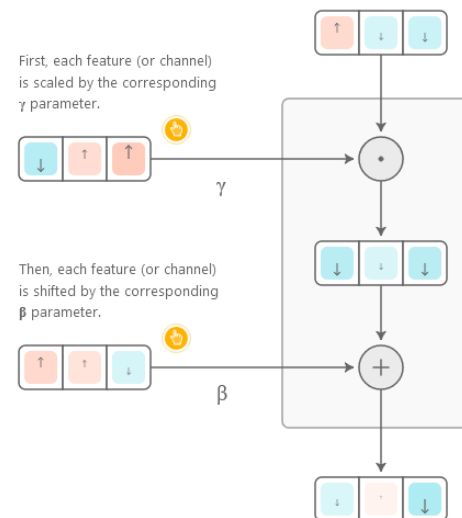 First, each feature (or channel)
is scaled by the corresponding
γ parameter.
γ
Then, each feature (or channel)
is shifted by the corresponding
β parameter.
β